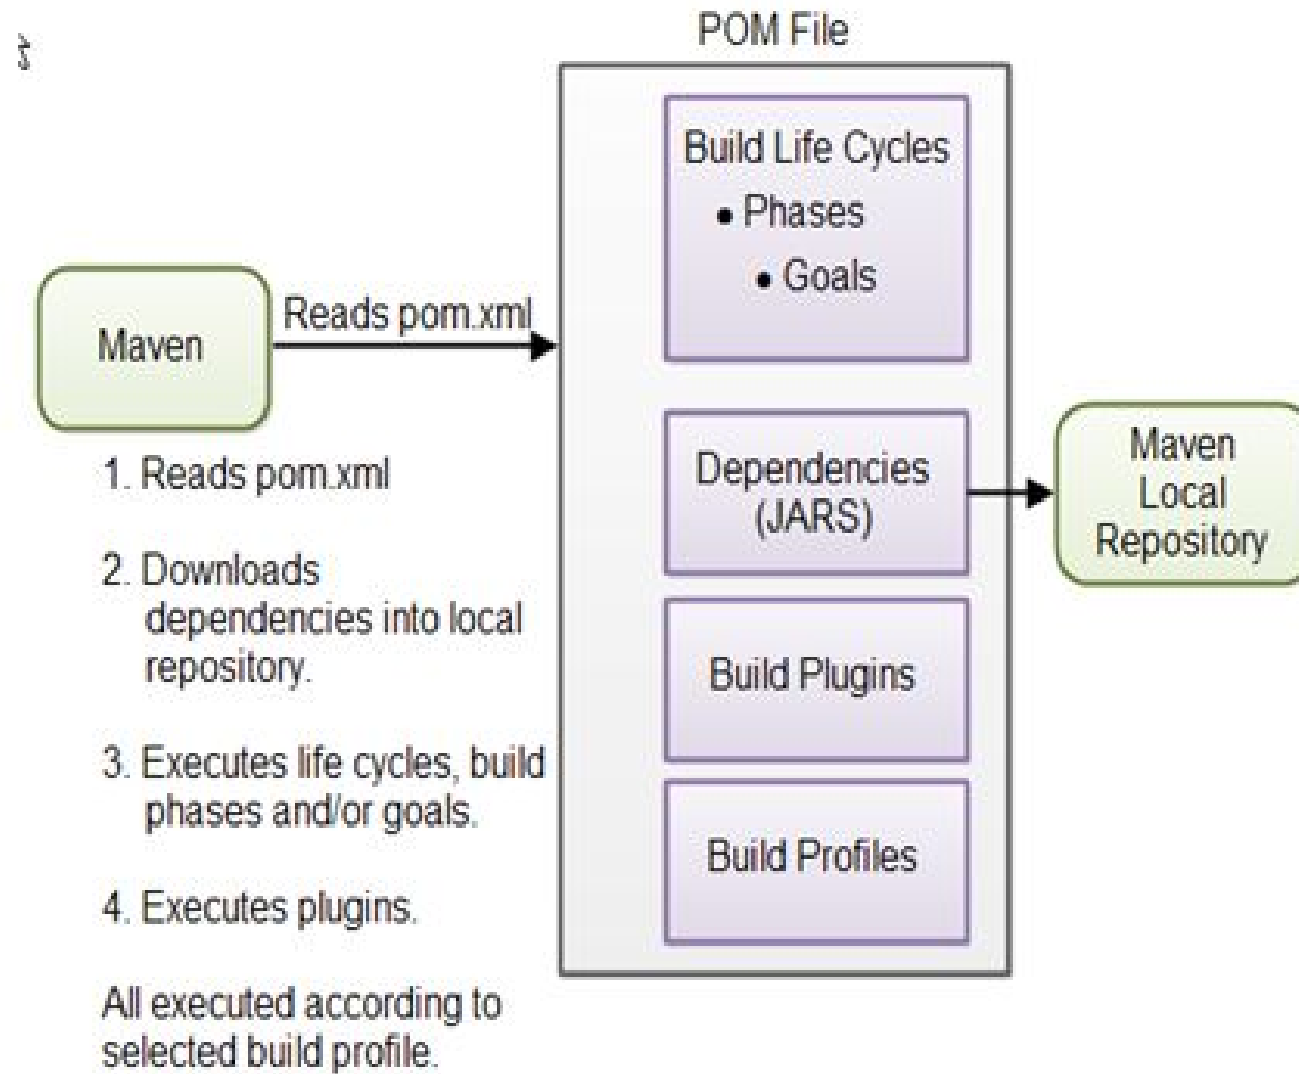 POM File
Build Life Cycles
• Phases
• Goals
Maven
Reads pom.xml
Dependencies
(JARS)
Maven
Local
Repository
Build Plugins
Build Profiles
1. Reads pom.xml
2. Downloads
dependencies into local
repository.
3. Executes life cycles, build
phases and/or goals.
4. Executes plugins.
All executed according to
selected build profile.